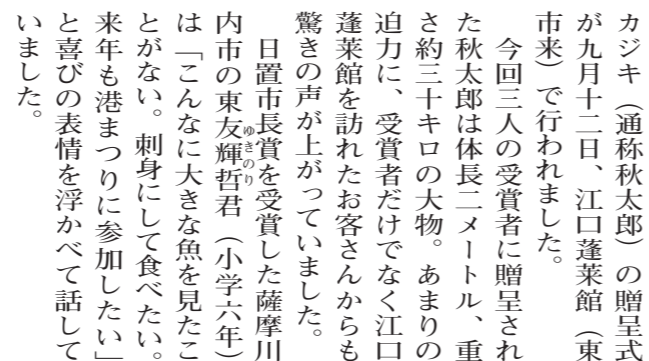 カジキ（通称秋太郎）の贈呈式
が九月十二日、江口蓬莱館（東
市来）で行われました。
　今回三人の受賞者に贈呈され
た秋太郎は体長二メートル、重
さ約三十キロの大物。あまりの
迫力に、受賞者だけでなく江口
蓬莱館を訪れたお客さんからも
驚きの声が上がっていました。
　日置市長賞を受賞した薩摩川
内市の東友輝哲君（小学六年）
ゆきのり
は「こんなに大きな魚を見たこ
とがない。刺身にして食べたい。
来年も港まつりに参加したい」
と喜びの表情を浮かべて話して
いました。